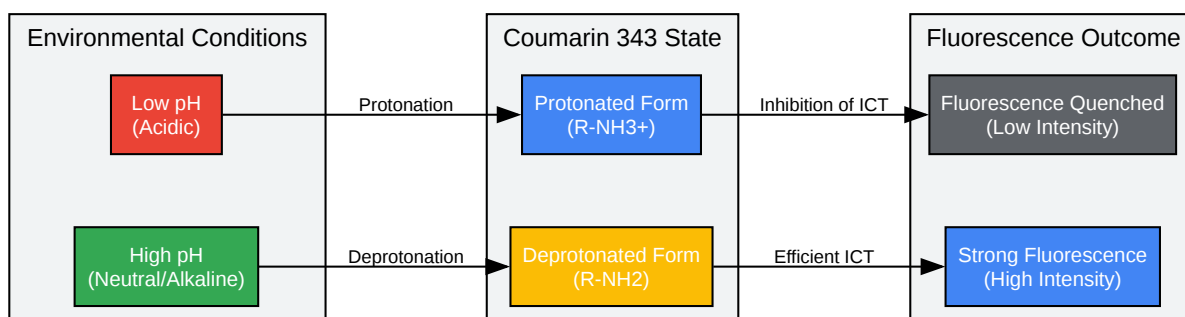 Environmental Conditions
Coumarin 343 State
Fluorescence Outcome
Low pH
(Acidic)
Protonation
Protonated Form
(R-NH3+)
Inhibition of ICT
Fluorescence Quenched
(Low Intensity)
High pH
(Neutral/Alkaline)
Deprotonation
Deprotonated Form
(R-NH2)
Efficient ICT
Strong Fluorescence
(High Intensity)